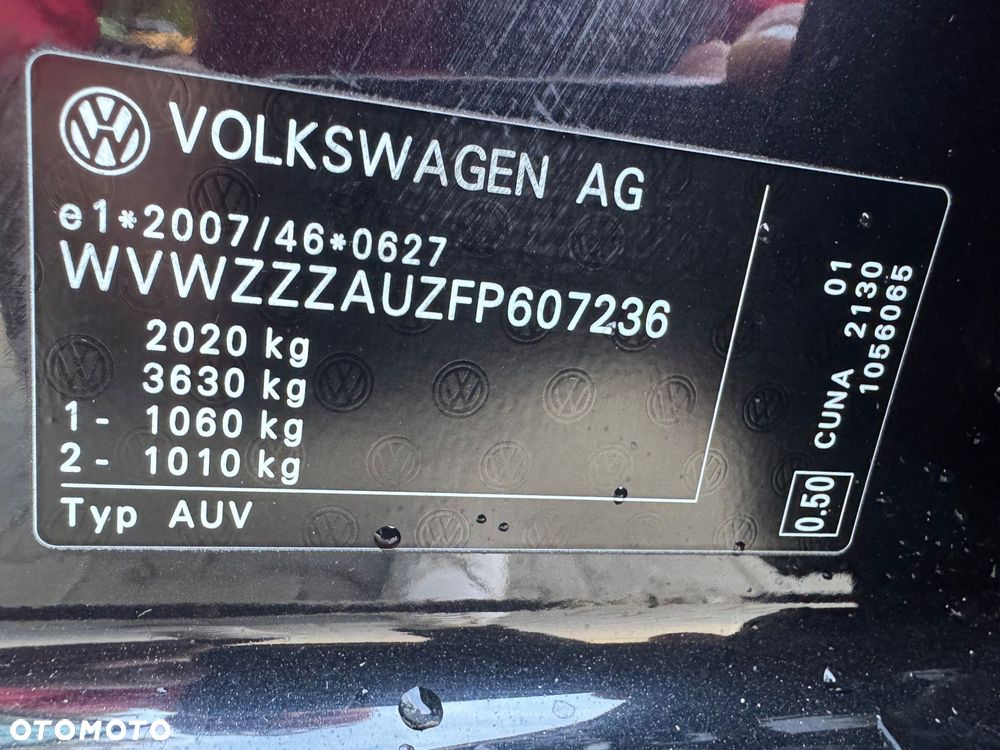 VOLKSWAGEN AG
e1*2007/46*0627
WVWZZZAUZFP607236
2020 kg
3630 kg
1- 1060 kg
2- 1010 kg
Typ AUV
01
CUNA 2130
1056065
0.50
OTOMOTO